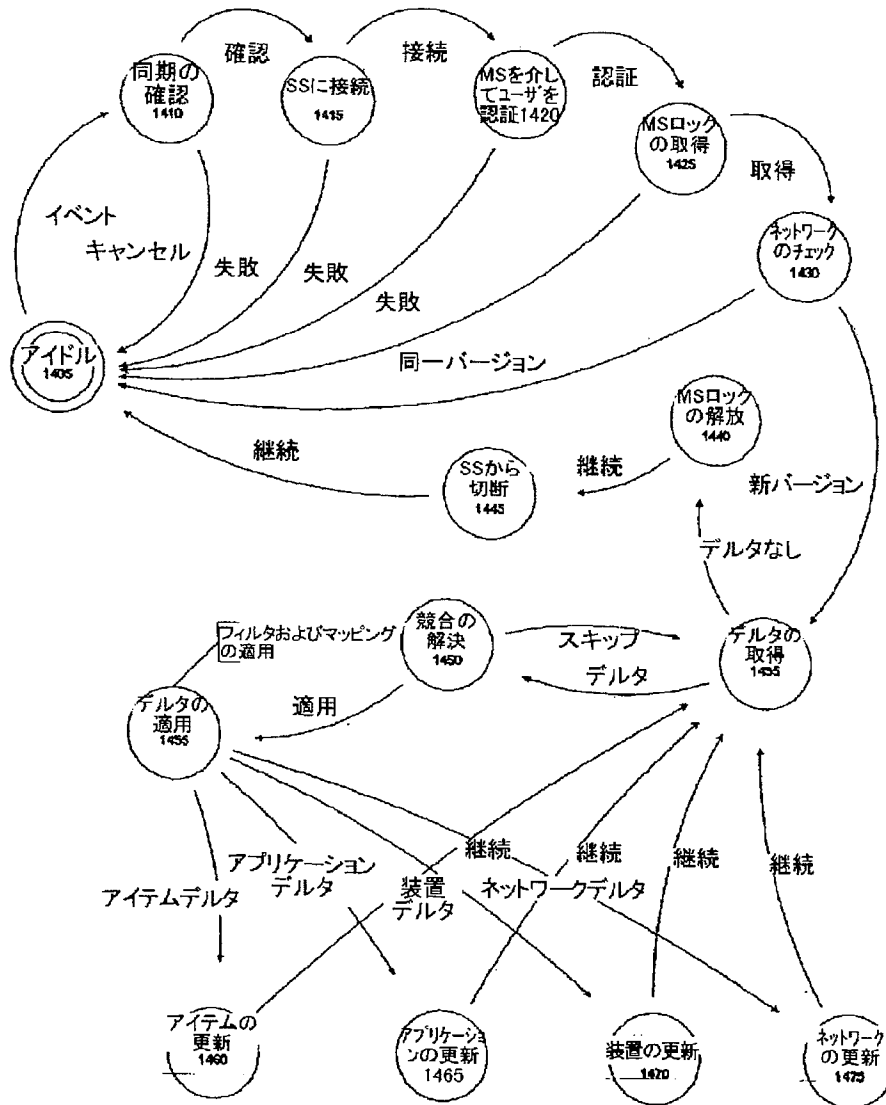 同期の
確認
1410
確認
SSに接続
1415
接続
MSを介し
てユーザを
認証1420
認証
MSロック
の取得
1425
取得
ネットワーク
のチェック
1430
イベント
キャンセル
失敗
失敗
失敗
同一バージョン
アイドル
1405
MSロック
の解放
1440
継続
継続
SSから
切断
1445
新バージョン
デルタなし
フィルタおよびマッピング
の適用
競合の
解決
1450
スキップ
デルタ
デルタの
取得
1435
適用
デルタの
適用
1455
アイテムデルタ
アプリケーション
デルタ
装置
デルタ
継続
ネットワークデルタ
継続
継続
継続
アイテムの
更新
1460
アプリケーショ
ンの更新
1465
装置の更新
1470
ネットワーク
の更新
1475